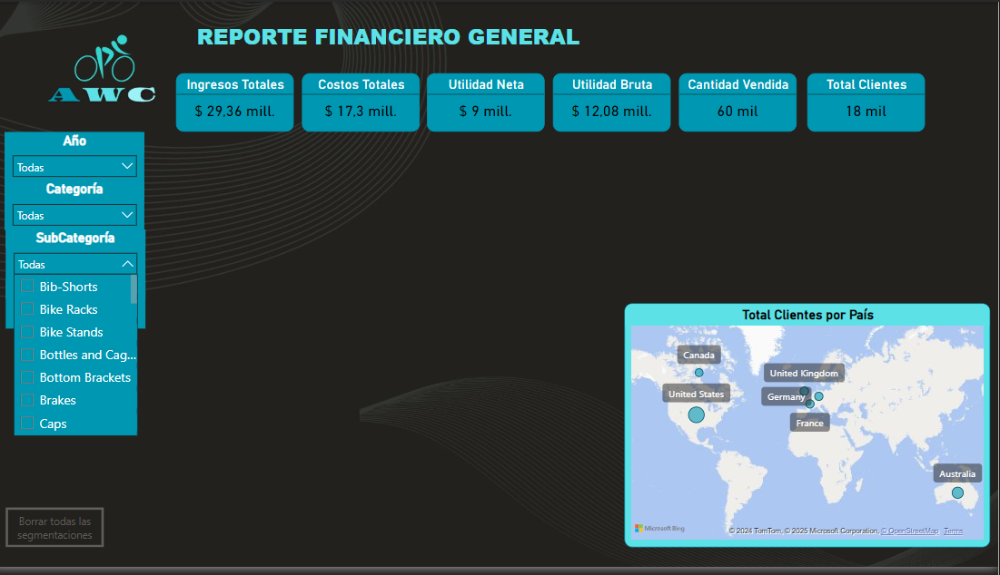 REPORTE FINANCIERO GENERAL
AWC
Ingresos Totales
$ 29,36 mill.
Costos Totales
$ 17,3 mill.
Utilidad Neta
$ 9 mill.
Utilidad Bruta
$ 12,08 mill.
Cantidad Vendida
60 mil
Total Clientes
18 mil
Año
Todas
Categoría
Todas
SubCategoría
Todas
Bib-Shorts
Bike Racks
Bike Stands
Bottles and Cag...
Bottom Brackets
Brakes
Caps
Borrar todas las
segmentaciones
Total Clientes por País
Canada
United Kingdom
United States
Germany
France
Australia
Microsoft Bing
© 2024 TomTom, © 2025 Microsoft Corporation, © OpenStreetMap Terms